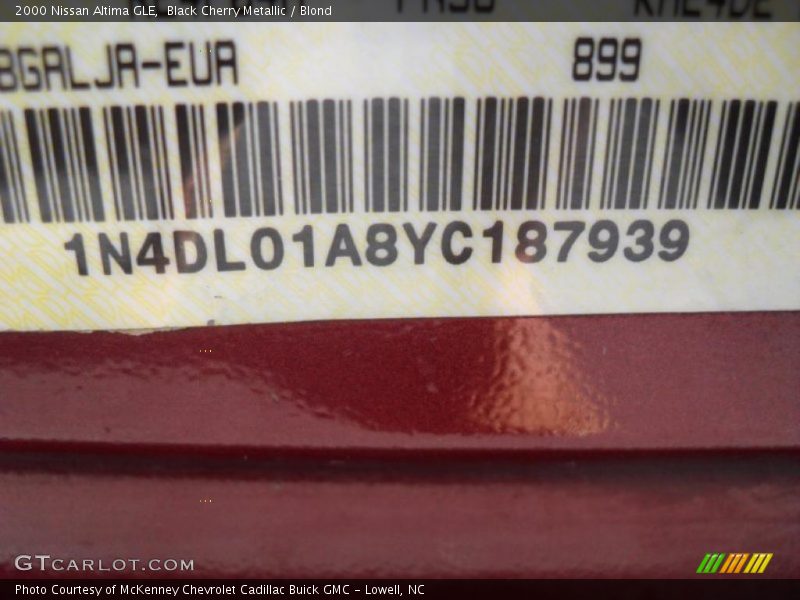 2000 Nissan Altima GLE, Black Cherry Metallic / Blond
BGALJA-EUA 899
1N4DL01A8YC187939
GTCARLOT.COM
Photo Courtesy of McKenney Chevrolet Cadillac Buick GMC - Lowell, NC